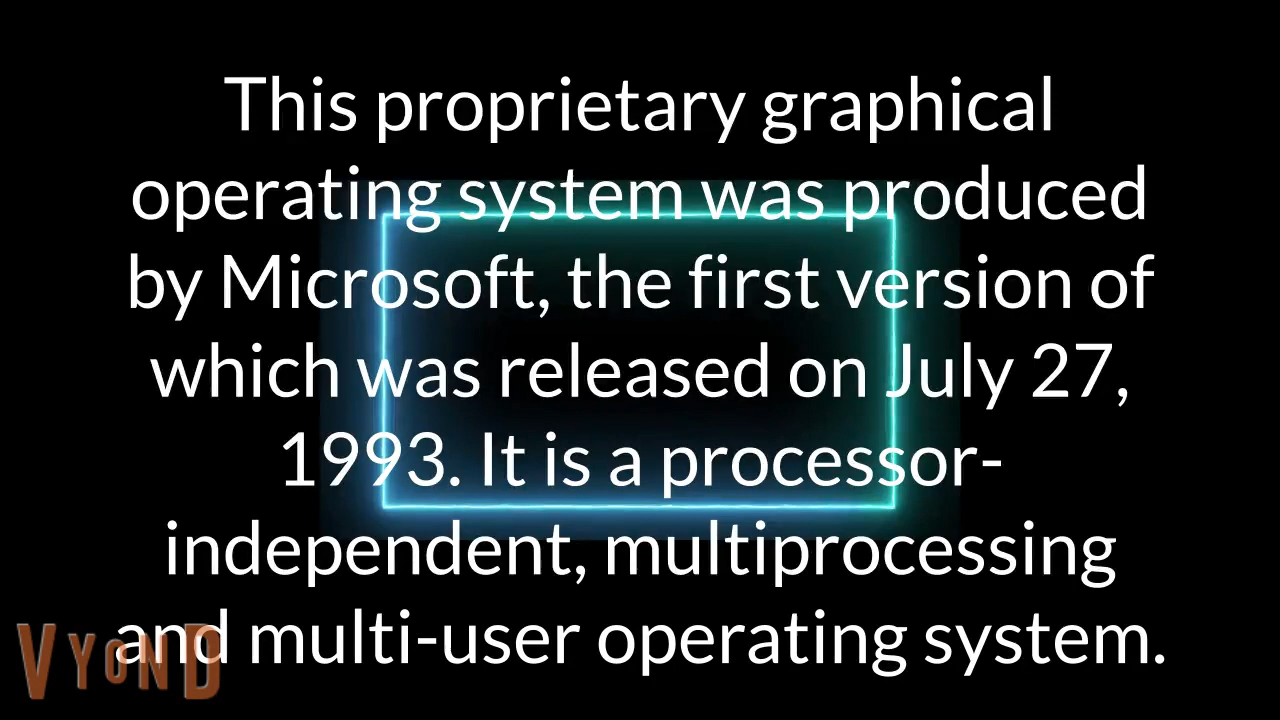 This proprietary graphical
operating system was produced
by Microsoft, the first version of
which was released on July 27,
1993. It is a processor-
independent, multiprocessing
and multi-user operating system.
VYOND